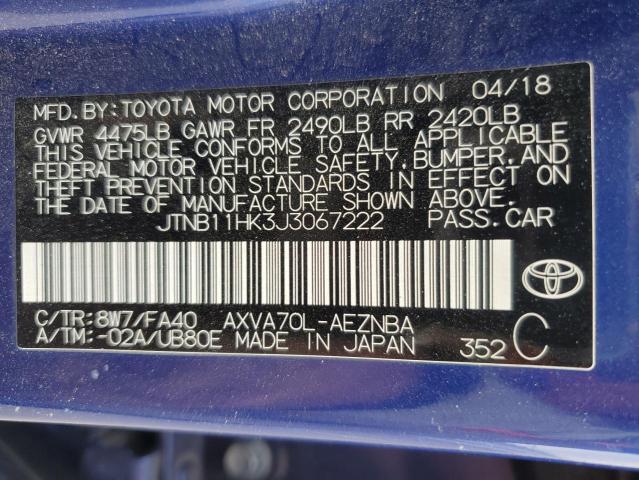 MFD. BY: TOYOTA MOTOR CORPORATION 04/18
GVWR 4475LB GAWR FR 2490LB RR 2420LB
THIS VEHICLE CONFORMS TO ALL APPLICABLE
FEDERAL MOTOR VEHICLE SAFETY, BUMPER, AND
THEFT PREVENTION STANDARDS IN EFFECT ON
THE DATE OF MANUFACTURE SHOWN ABOVE.
JTNB11HK3J3067222 PASS. CAR
C/TR: 8W7/FA40 AXVA70L-AEZNBA
A/TM: -02A/UB80E MADE IN JAPAN 352 C